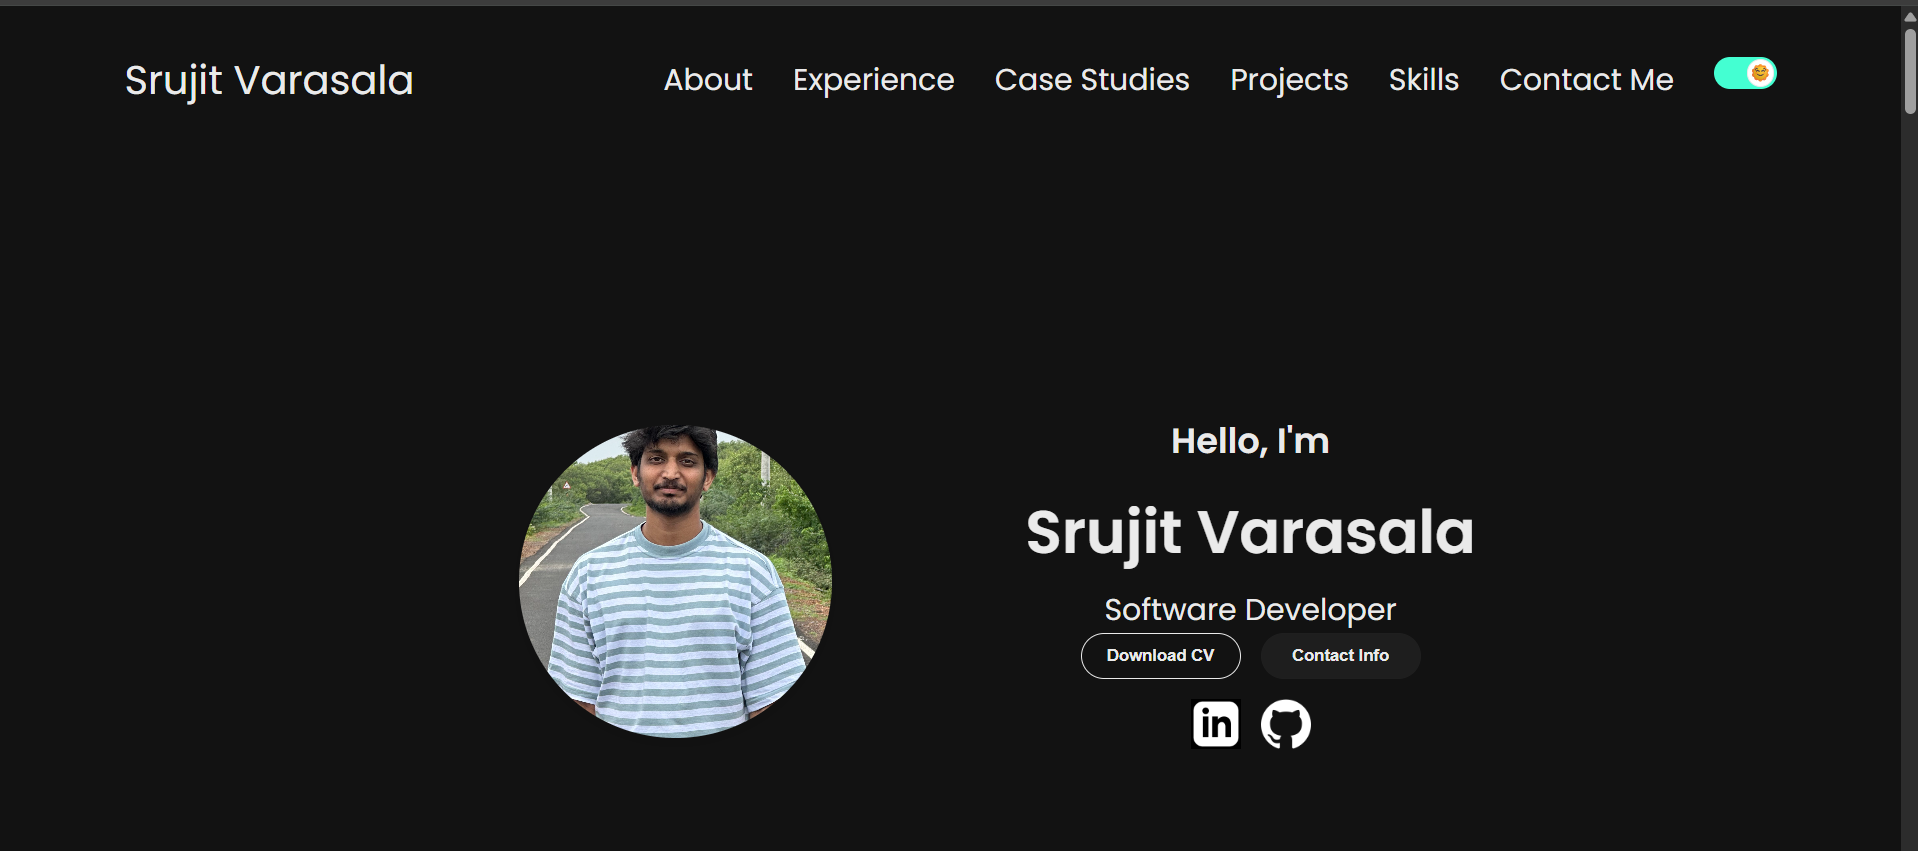 Srujit Varasala
About Experience Case Studies Projects Skills Contact Me
Hello, I'm
Srujit Varasala
Software Developer
Download CV Contact Info
in